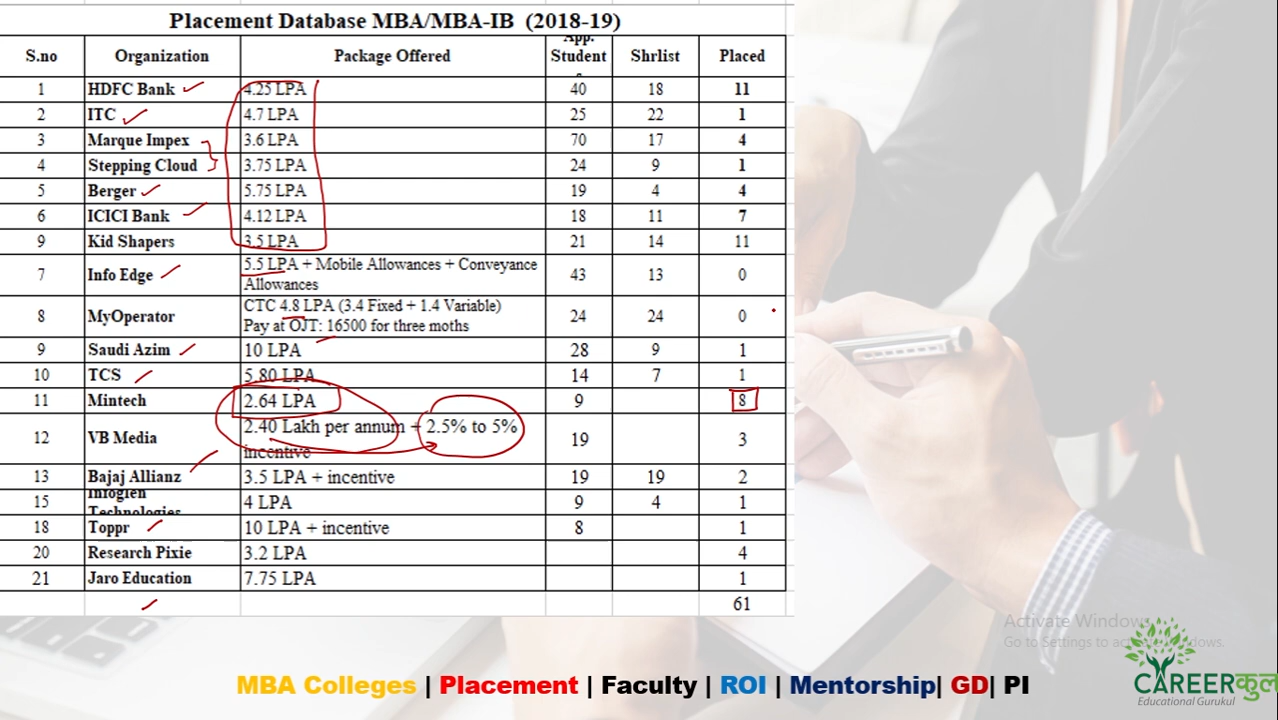 Placement Database MBA/MBA-IB (2018-19)
S.no Organization Package Offered App. Student Shrlist Placed
1 HDFC Bank 4.25 LPA 40 18 11
2 ITC 4.7 LPA 25 22 1
3 Marque Impex 3.6 LPA 70 17 4
4 Stepping Cloud 3.75 LPA 24 9 1
5 Berger 5.75 LPA 19 4 4
6 ICICI Bank 4.12 LPA 18 11 7
9 Kid Shapers 3.5 LPA 21 14 11
7 Info Edge 5.5 LPA + Mobile Allowances + Conveyance
Allowances 43 13 0
8 MyOperator CTC 4.8 LPA (3.4 Fixed + 1.4 Variable)
Pay at OJT: 16500 for three moths 24 24 0
9 Saudi Azim 10 LPA 28 9 1
10 TCS 5.80 LPA 14 7 1
11 Mintech 2.64 LPA 9 8
12 VB Media 2.40 Lakh per annum + 2.5% to 5%
incentive 19 3
13 Bajaj Allianz 3.5 LPA + incentive 19 19 2
15 Technologies 4 LPA 9 4 1
18 Toppr 10 LPA + incentive 8 1
20 Research Pixie 3.2 LPA 4
21 Jaro Education 7.75 LPA 1
61
Activate Windows
Go to Settings to activate Windows.
MBA Colleges | Placement | Faculty | ROI | Mentorship| GD| PI
CAREERकुल
Educational Gurukul